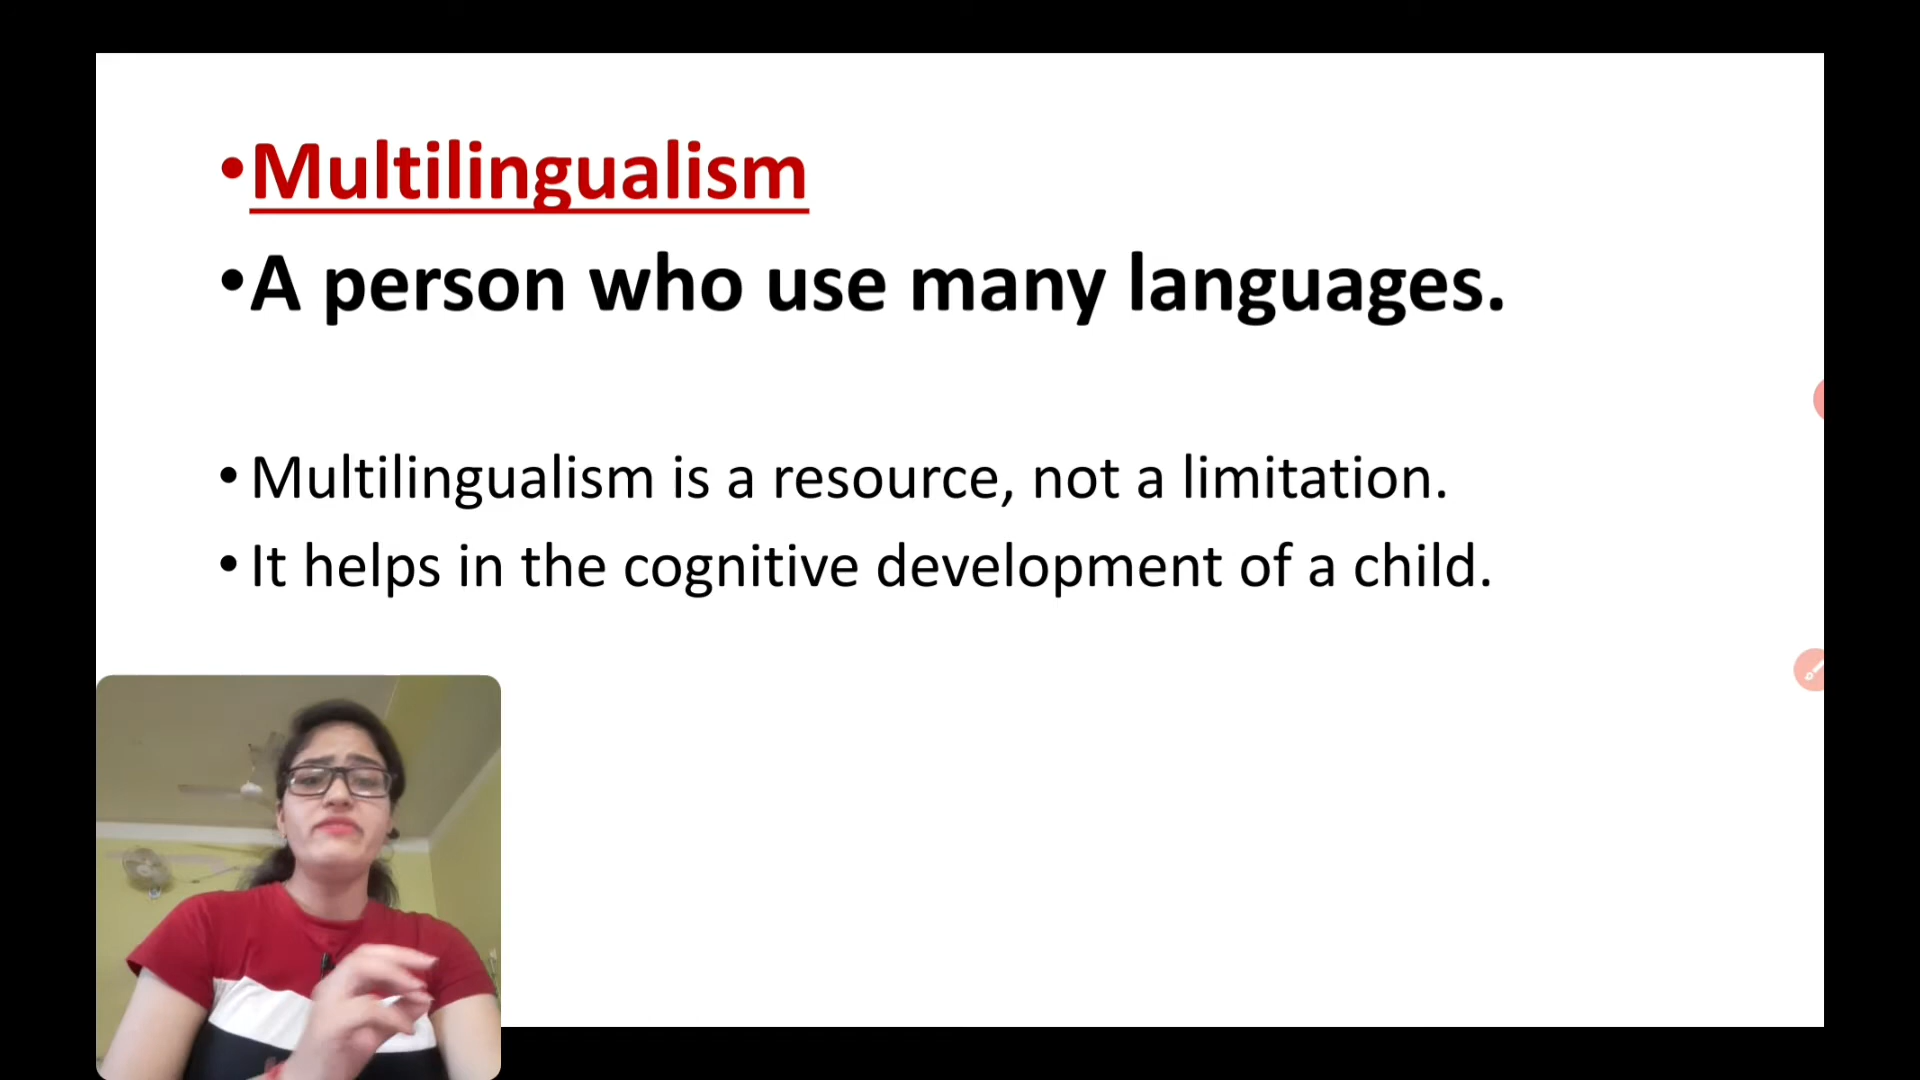 •Multilingualism
•A person who use many languages.
•Multilingualism is a resource, not a limitation.
•It helps in the cognitive development of a child.